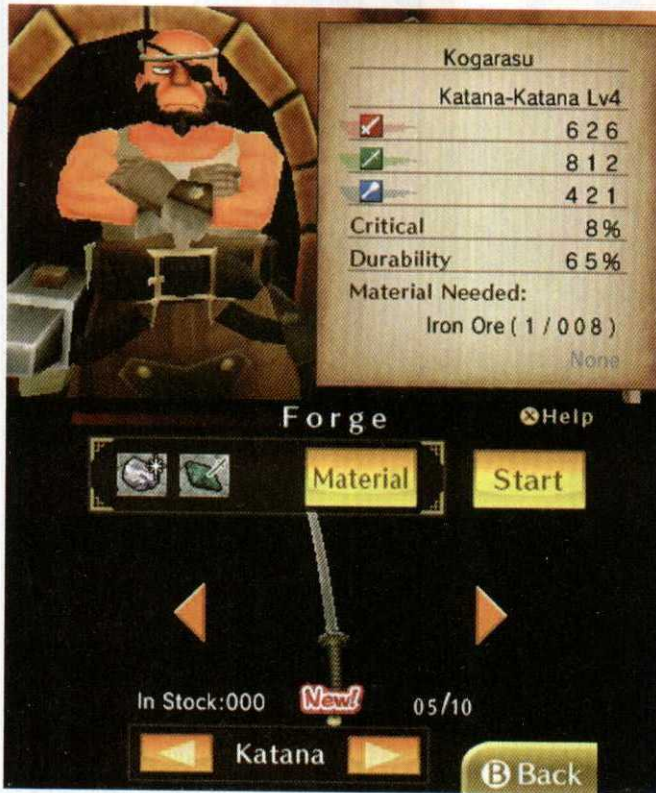 Kogarasu
Katana-Katana Lv4
626
812
421
Critical 8%
Durability 65%
Material Needed:
Iron Ore (1/008)
None
Forge ⓧHelp
Material Start
In Stock:000 New! 05/10
Katana
Ⓑ Back